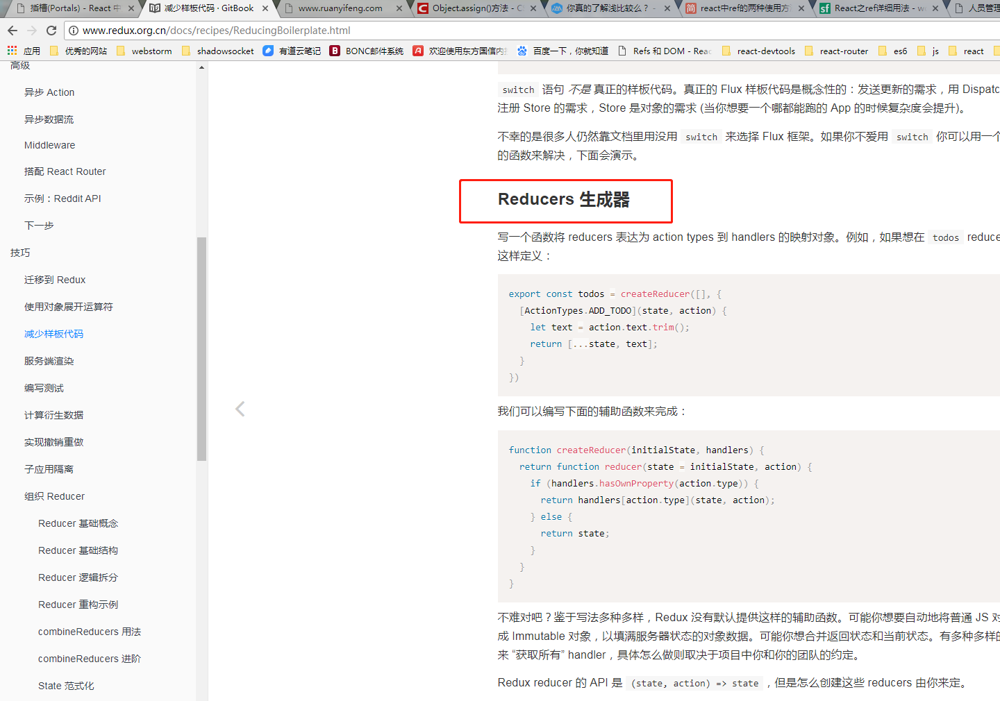 插槽(Portals) - React 中
减少样板代码 · GitBook
www.ruanyifeng.com
Object.assign()方法 - C
你真的了解浅比较么？ -
简 react中ref的两种使用方
sf React之ref详细用法 - w
人员管理
www.redux.org.cn/docs/recipes/ReducingBoilerplate.html
应用 优秀的网站 webstorm shadowsocket 有道云笔记 B BONC邮件系统 A 欢迎使用东方国信内 百度一下，你就知道 Refs 和 DOM - Reac react-devtools react-router es6 js react
高级
异步 Action
异步数据流
Middleware
搭配 React Router
示例：Reddit API
下一步
技巧
迁移到 Redux
使用对象展开运算符
减少样板代码
服务端渲染
编写测试
计算衍生数据
实现撤销重做
子应用隔离
组织 Reducer
Reducer 基础概念
Reducer 基础结构
Reducer 逻辑拆分
Reducer 重构示例
combineReducers 用法
combineReducers 进阶
State 范式化
switch 语句 不是 真正的样板代码。真正的 Flux 样板代码是概念性的：发送更新的需求，用 Dispatc
注册 Store 的需求，Store 是对象的需求 (当你想要一个哪都能跑的 App 的时候复杂度会提升)。
不幸的是很多人仍然靠文档里用没用 switch 来选择 Flux 框架。如果你不爱用 switch 你可以用一个
的函数来解决，下面会演示。
Reducers 生成器
写一个函数将 reducers 表达为 action types 到 handlers 的映射对象。例如，如果想在 todos reduce
这样定义：
export const todos = createReducer([], {
  [ActionTypes.ADD_TODO](state, action) {
    let text = action.text.trim();
    return [...state, text];
  }
})
我们可以编写下面的辅助函数来完成：
function createReducer(initialState, handlers) {
  return function reducer(state = initialState, action) {
    if (handlers.hasOwnProperty(action.type)) {
      return handlers[action.type](state, action);
    } else {
      return state;
    }
  }
}
不难对吧？鉴于写法多种多样，Redux 没有默认提供这样的辅助函数。可能你想要自动地将普通 JS 对
成 Immutable 对象，以填满服务器状态的对象数据。可能你想合并返回状态和当前状态。有多种多样的
来 “获取所有” handler，具体怎么做则取决于项目中你和你的团队的约定。
Redux reducer 的 API 是 (state, action) => state，但是怎么创建这些 reducers 由你来定。